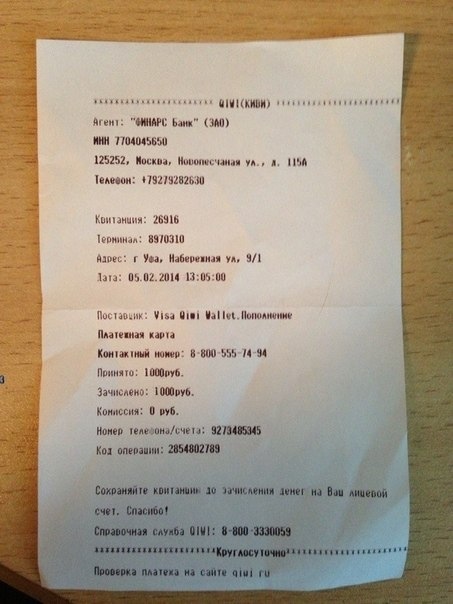 *************** QIWI(КИВИ) ***************
Агент: "ФИНАРС Банк" (ЗАО)
ИНН 7704045650
125252, Москва, Новопесчаная ул., д. 115А
Телефон: +79279282630
Квитанция: 26916
Терминал: 8970310
Адрес: г Уфа, Набережная ул, 9/1
Дата: 05.02.2014 13:05:00
Поставщик: Visa Qiwi Wallet.Пополнение
Платежная карта
Контактный номер: 8-800-555-74-94
Принято: 1000руб.
Зачислено: 1000руб.
Комиссия: 0 руб.
Номер телефона/счета: 9273485345
Код операции: 2854802789
Сохраняйте квитанцию до зачисления денег на Ваш лицевой
счет. Спасибо!
Справочная служба QIWI: 8-800-3330059
***************Круглосуточно***************
Проверка платежа на сайте qiwi ru